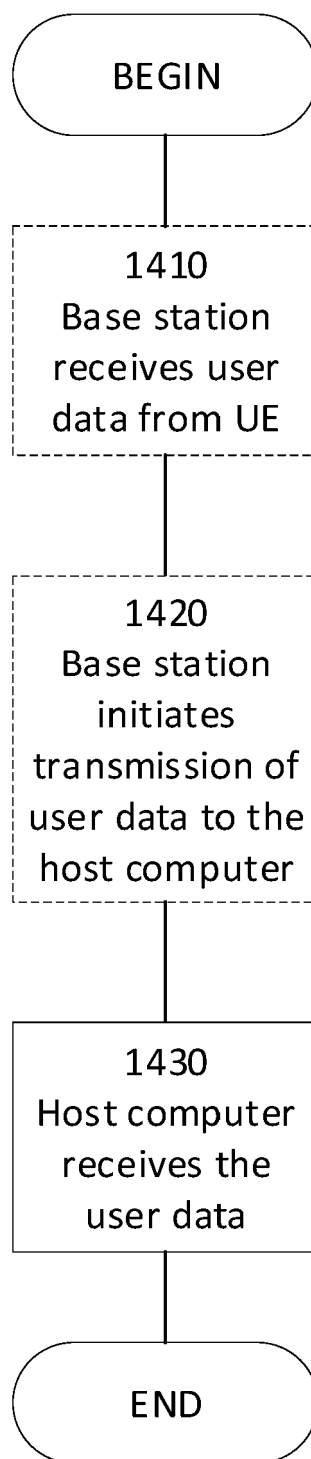 BEGIN
1410
Base station
receives user
data from UE
1420
Base station
initiates
transmission of
user data to the
host computer
1430
Host computer
receives the
user data
END